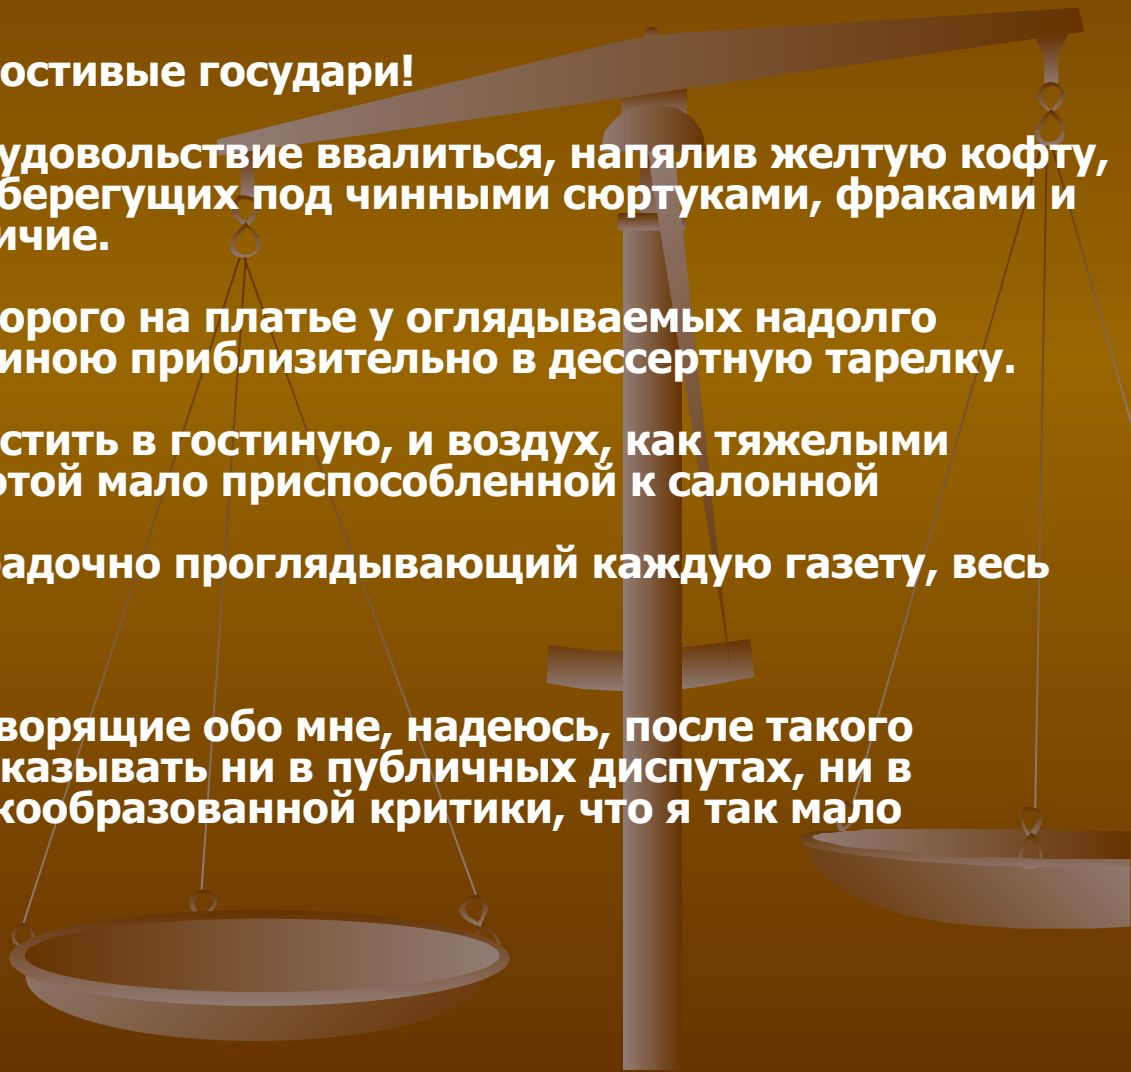 остивые государи!
удовольствие ввалиться, напялив желтую кофту,
берегущих под чинными сюртуками, фраками и
ичие.
орого на платье у оглядываемых надолго
иною приблизительно в дессертную тарелку.
стить в гостиную, и воздух, как тяжелыми
этой мало приспособленной к салонной
адочно проглядывающий каждую газету, весь
ворящие обо мне, надеюсь, после такого
казывать ни в публичных диспутах, ни в
кообразованной критики, что я так мало